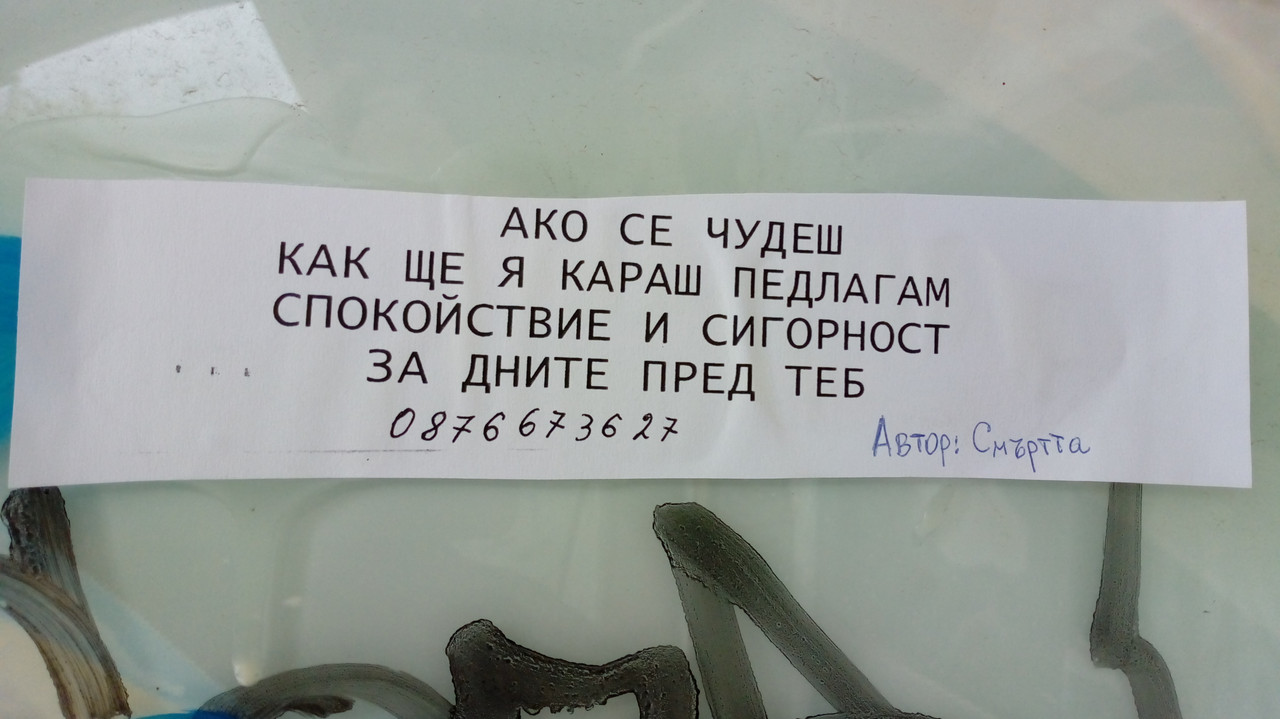 АКО СЕ ЧУДЕШ
КАК ЩЕ Я КАРАШ ПЕДЛАГАМ
СПОКОЙСТВИЕ И СИГОРНОСТ
ЗА ДНИТЕ ПРЕД ТЕБ
0876673627
Автор: Смъртта